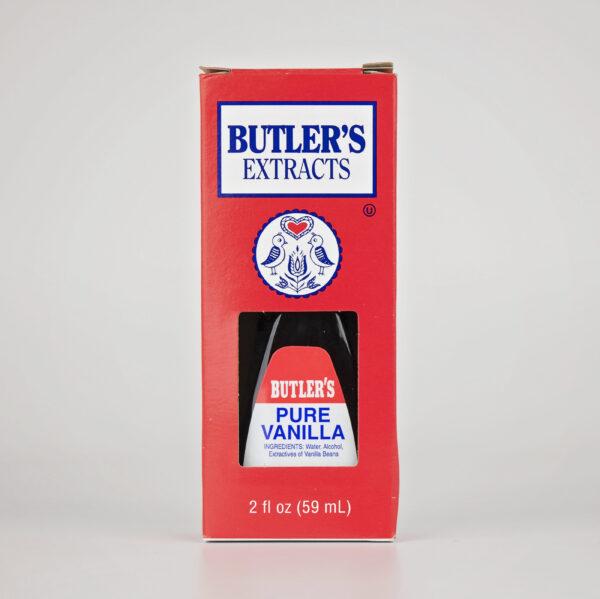 BUTLER'S
EXTRACTS
U
BUTLER'S
PURE
VANILLA
INGREDIENTS: Water, Alcohol,
Extractives of Vanilla Beans
2 fl oz (59 mL)